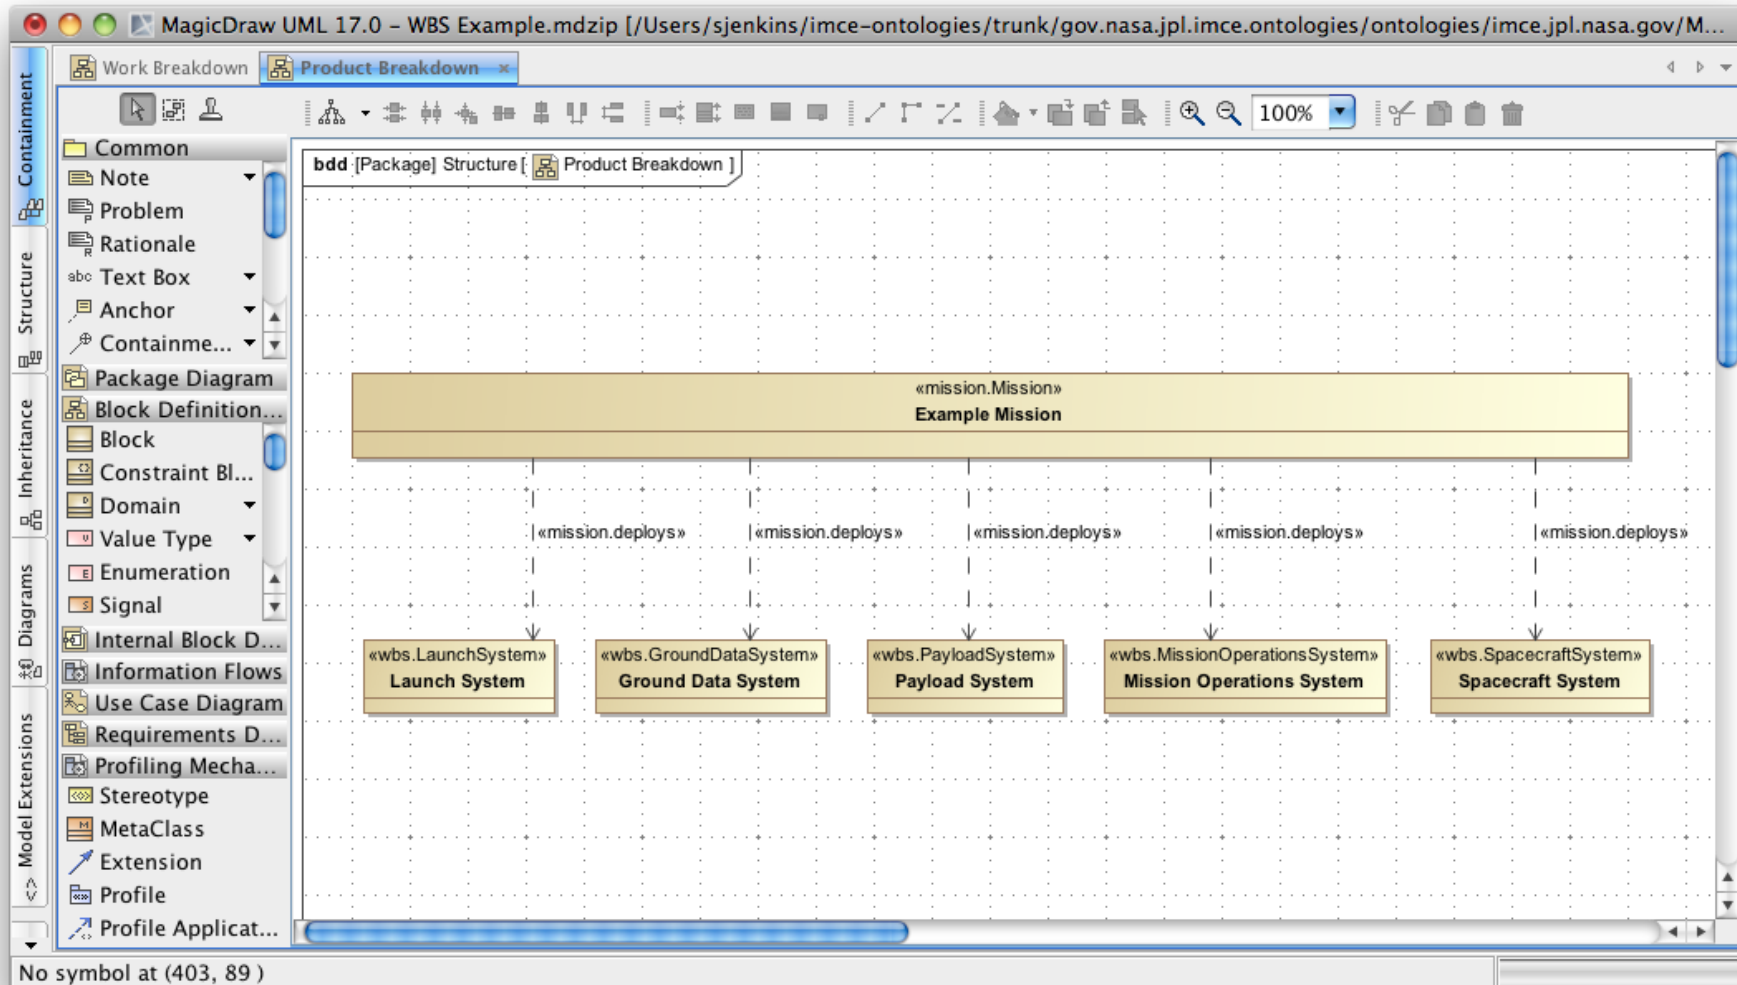 MagicDraw UML 17.0 – WBS Example.mdzip [/Users/sjenkins/imce-ontologies/trunk/gov.nasa.jpl.imce.ontologies/ontologies/imce.jpl.nasa.gov/M...
Containment
Structure
Inheritance
Diagrams
Model Extensions
Work Breakdown
Product Breakdown
100%
Common
Note
Problem
Rationale
abc Text Box
Anchor
Containme...
Package Diagram
Block Definition...
Block
Constraint Bl...
Domain
Value Type
Enumeration
Signal
Internal Block D...
Information Flows
Use Case Diagram
Requirements D...
Profiling Mecha...
Stereotype
MetaClass
Extension
Profile
Profile Applicat...
bdd [Package] Structure [ Product Breakdown ]
«mission.Mission»
Example Mission
«mission.deploys»
«mission.deploys»
«mission.deploys»
«mission.deploys»
«mission.deploys»
«wbs.LaunchSystem»
Launch System
«wbs.GroundDataSystem»
Ground Data System
«wbs.PayloadSystem»
Payload System
«wbs.MissionOperationsSystem»
Mission Operations System
«wbs.SpacecraftSystem»
Spacecraft System
No symbol at (403, 89 )